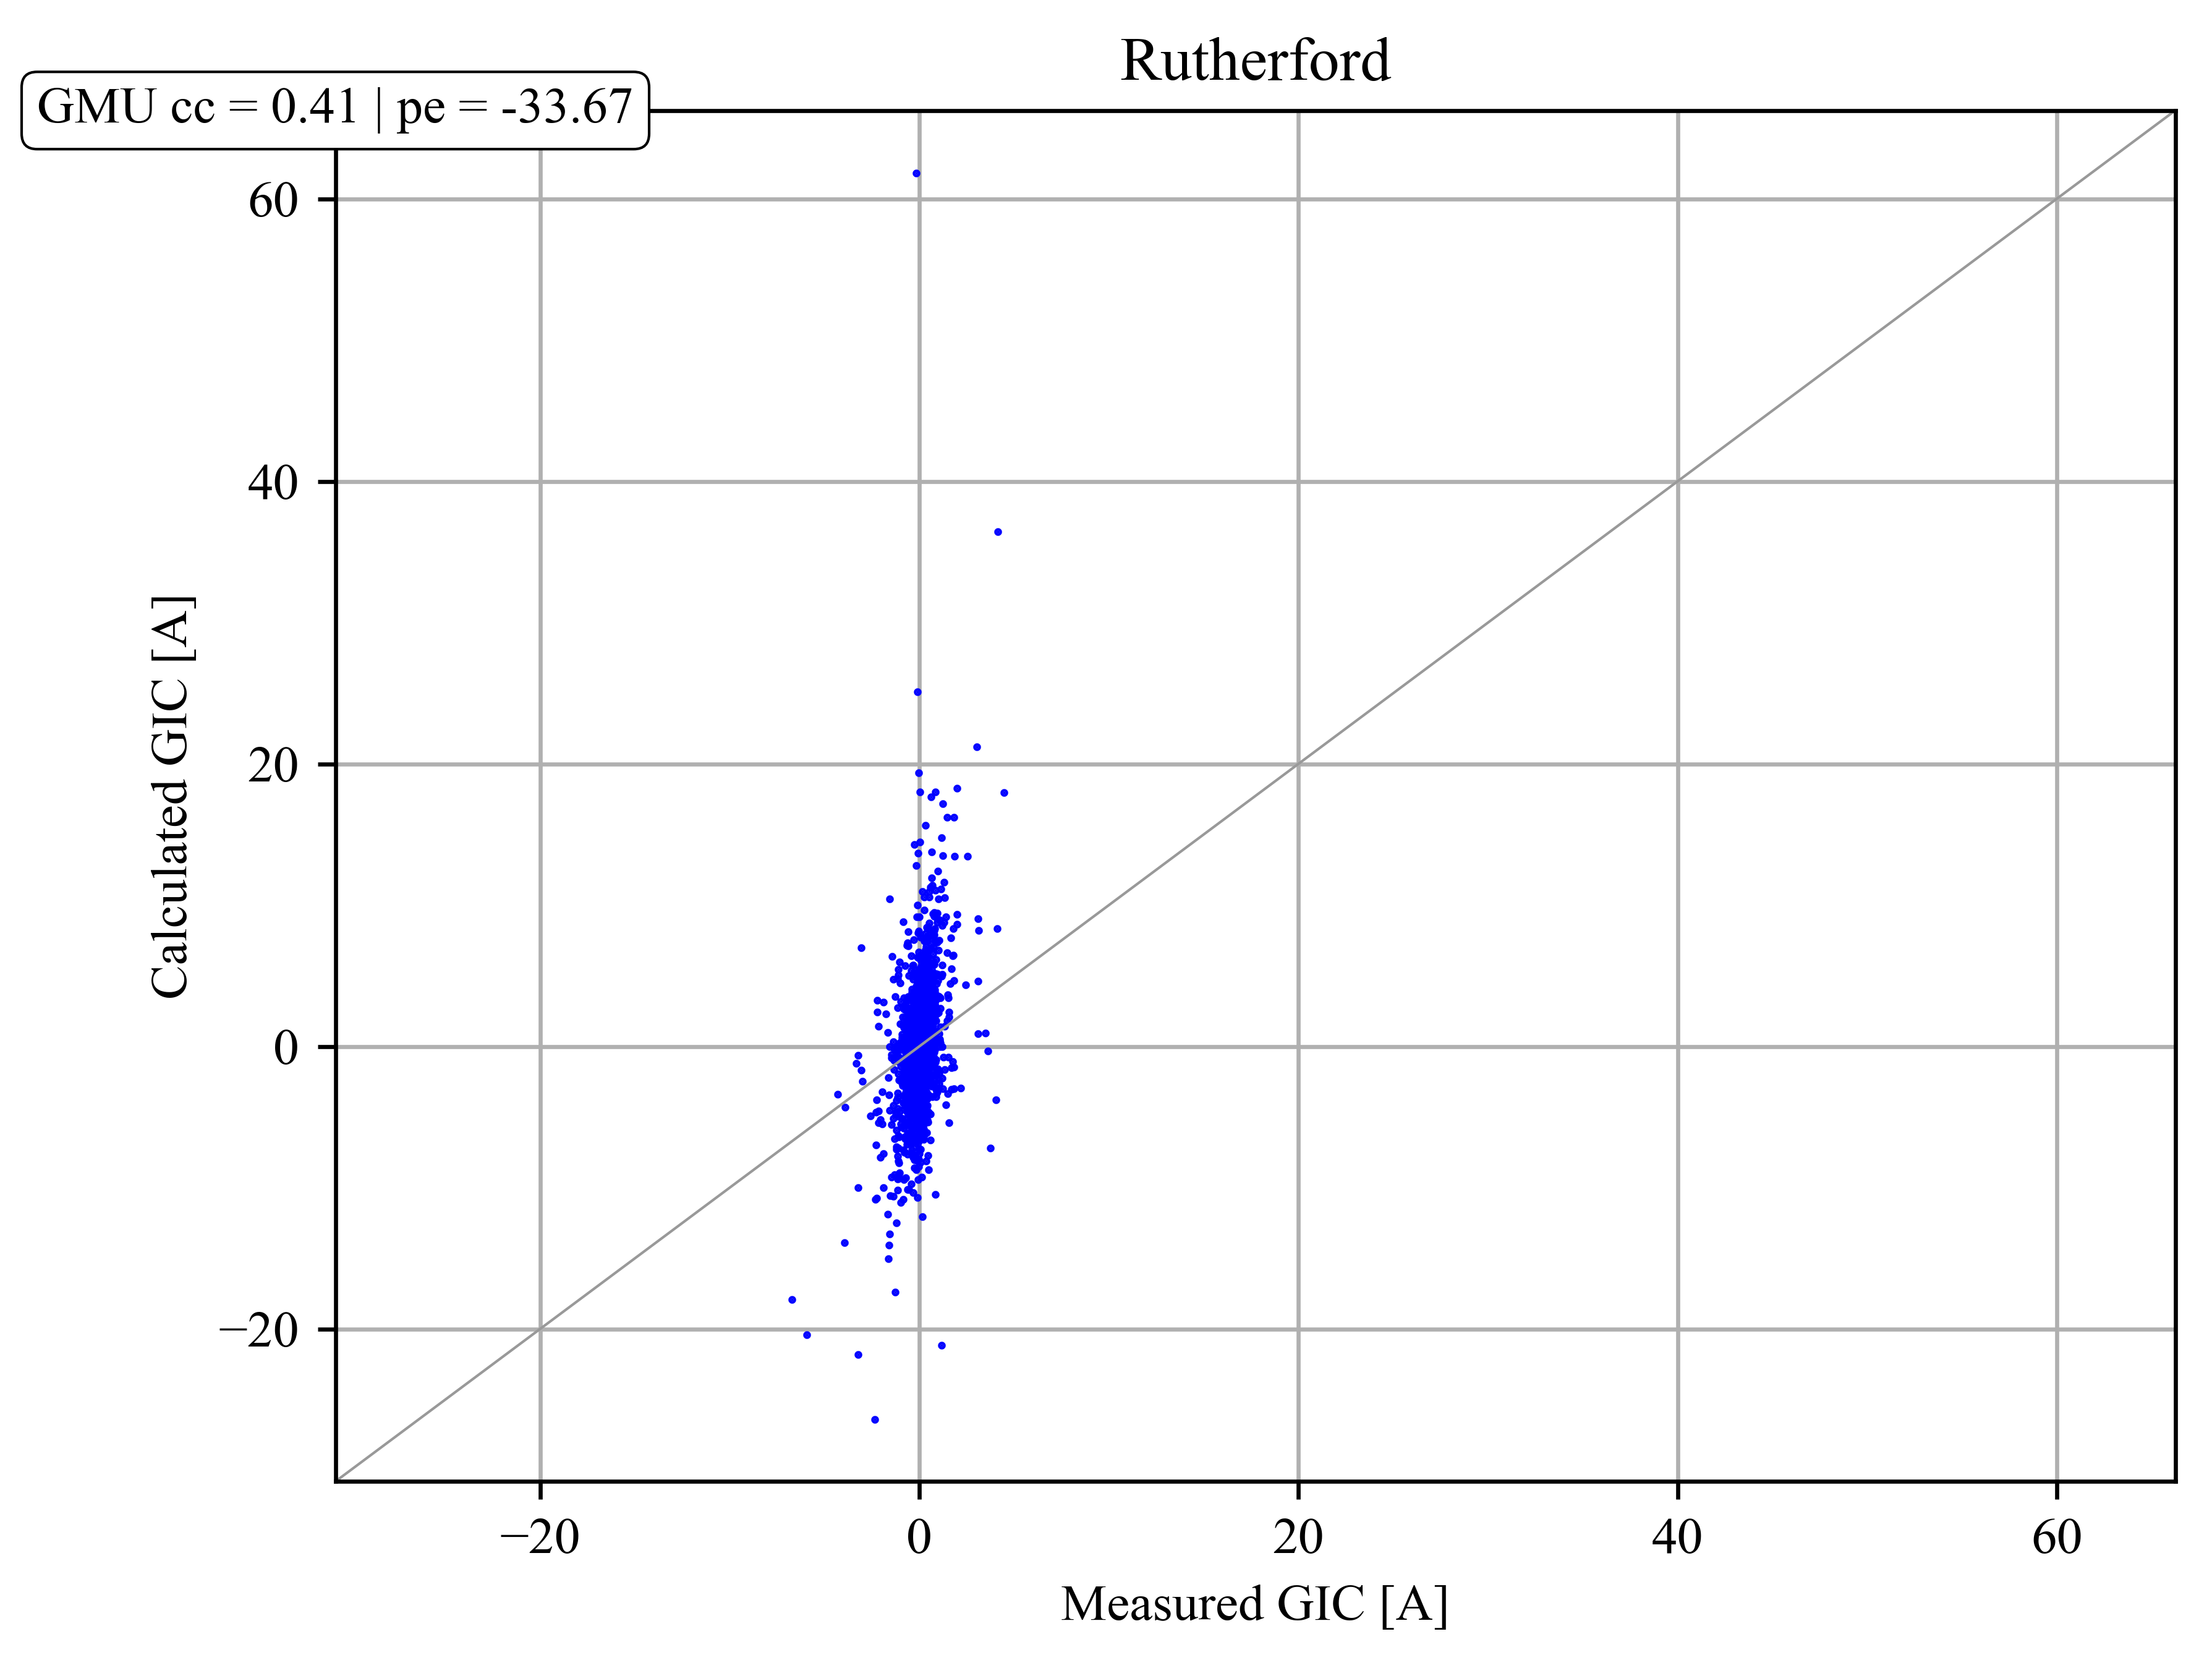 Rutherford
GMU cc = 0.41 | pe = -33.67
60
40
20
0
−20
Calculated GIC [A]
−20
0
20
40
60
Measured GIC [A]